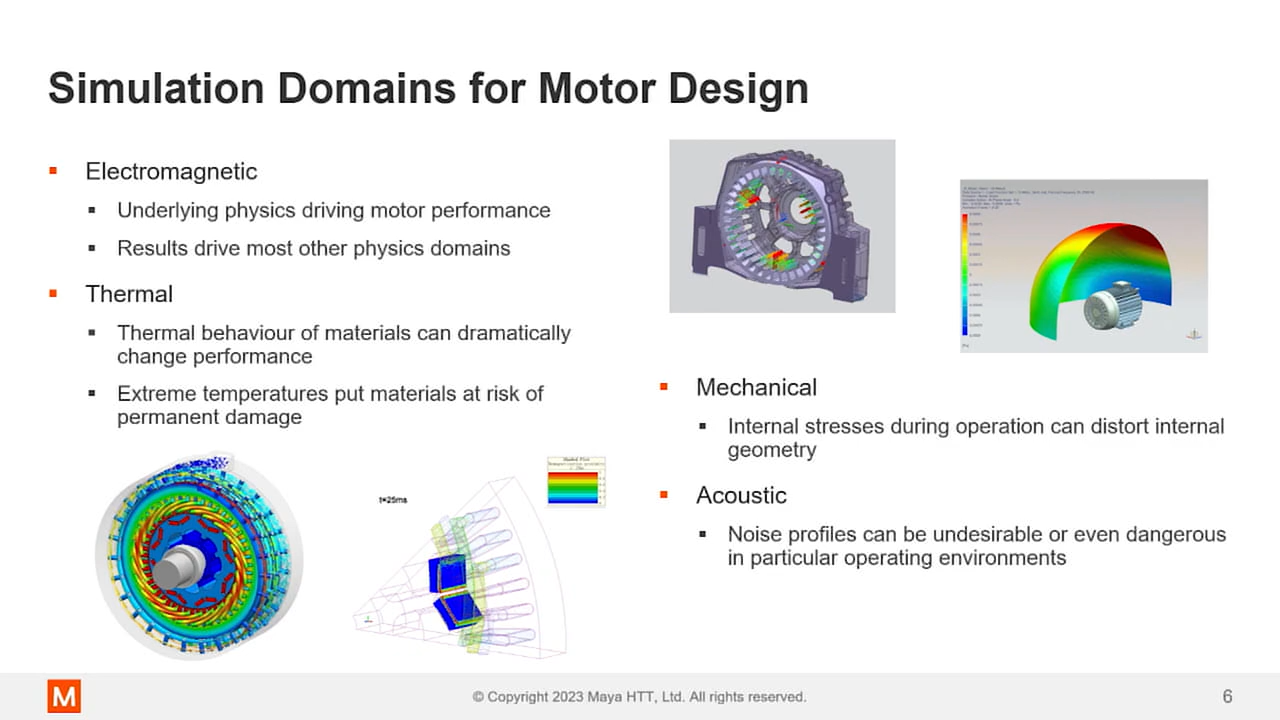 Simulation Domains for Motor Design
Electromagnetic
Underlying physics driving motor performance
Results drive most other physics domains
Thermal
Thermal behaviour of materials can dramatically
change performance
Extreme temperatures put materials at risk of
permanent damage
t=25ms
Shaded Plot
Mechanical
Internal stresses during operation can distort internal
geometry
Acoustic
Noise profiles can be undesirable or even dangerous
in particular operating environments
M
© Copyright 2023 Maya HTT, Ltd. All rights reserved.
6